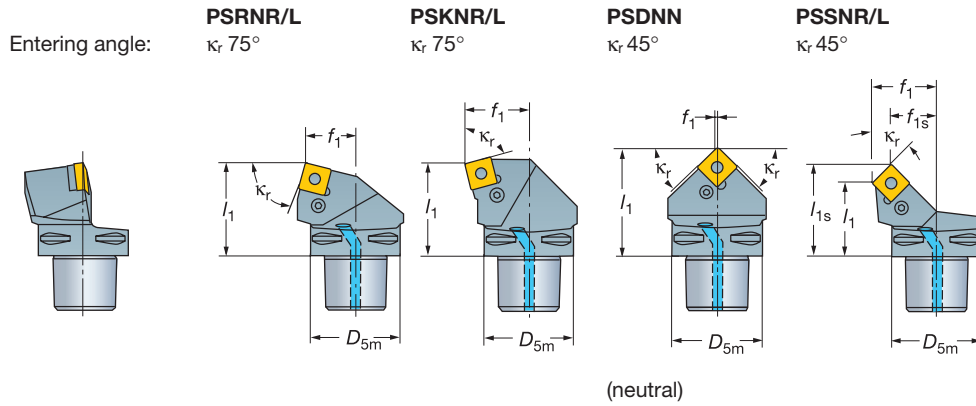 PSRNR/L PSKNR/L PSDNN PSSNR/L
Entering angle: κr 75° κr 75° κr 45° κr 45°
f1
f1 f1 f1 f1s
κr κr
κr κr κr
l1 l1 l1 l1s l1
D5m D5m D5m D5m
(neutral)